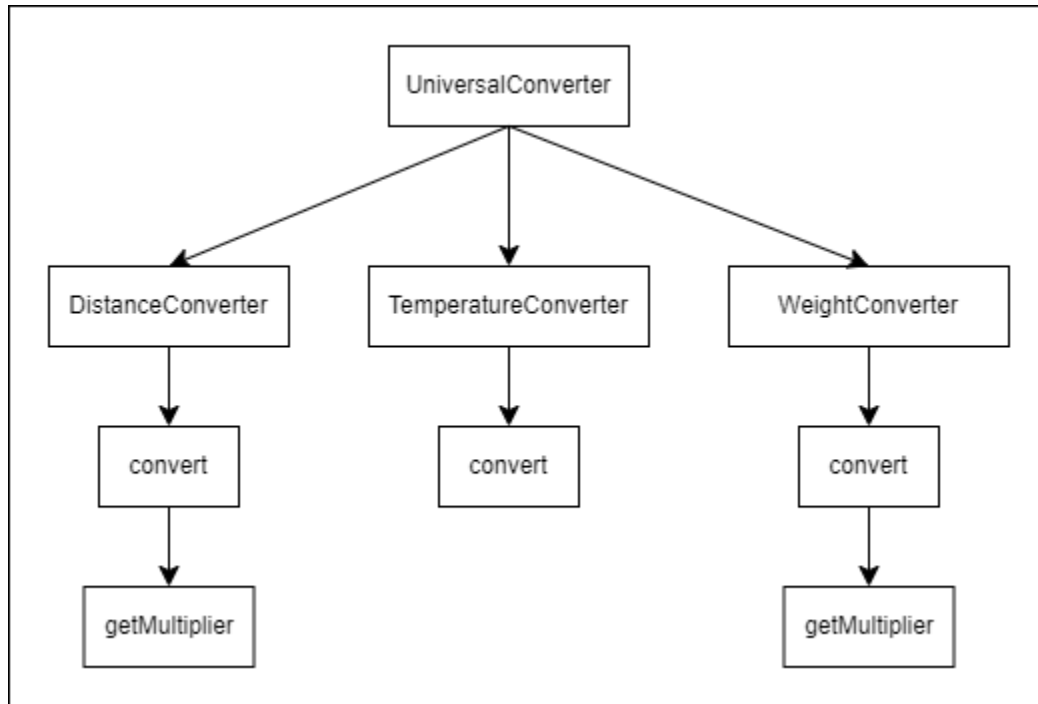 UniversalConverter
DistanceConverter
TemperatureConverter
WeightConverter
convert
convert
convert
getMultiplier
getMultiplier